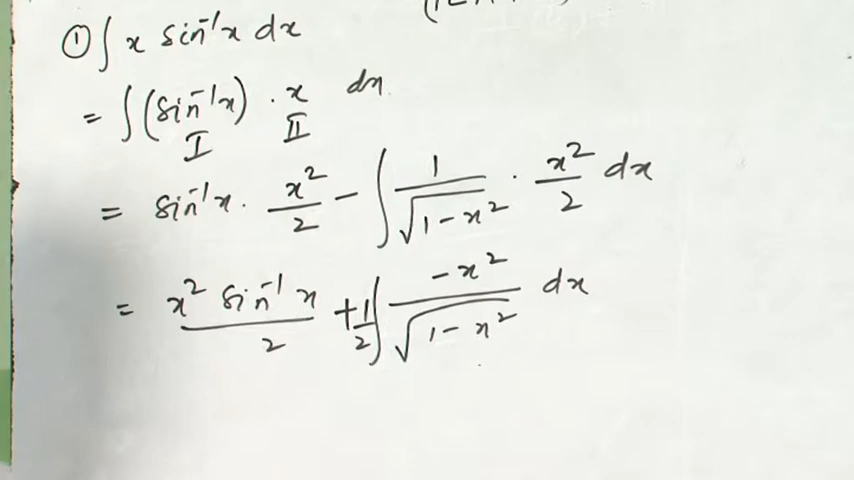 ① ∫ x sin⁻¹x dx
= ∫ (sin⁻¹x) · x dx
I II
= sin⁻¹x · x²/2 − ∫ 1/√(1−x²) · x²/2 dx
= x² sin⁻¹x/2 + 1/2 ∫ −x²/√(1−x²) dx